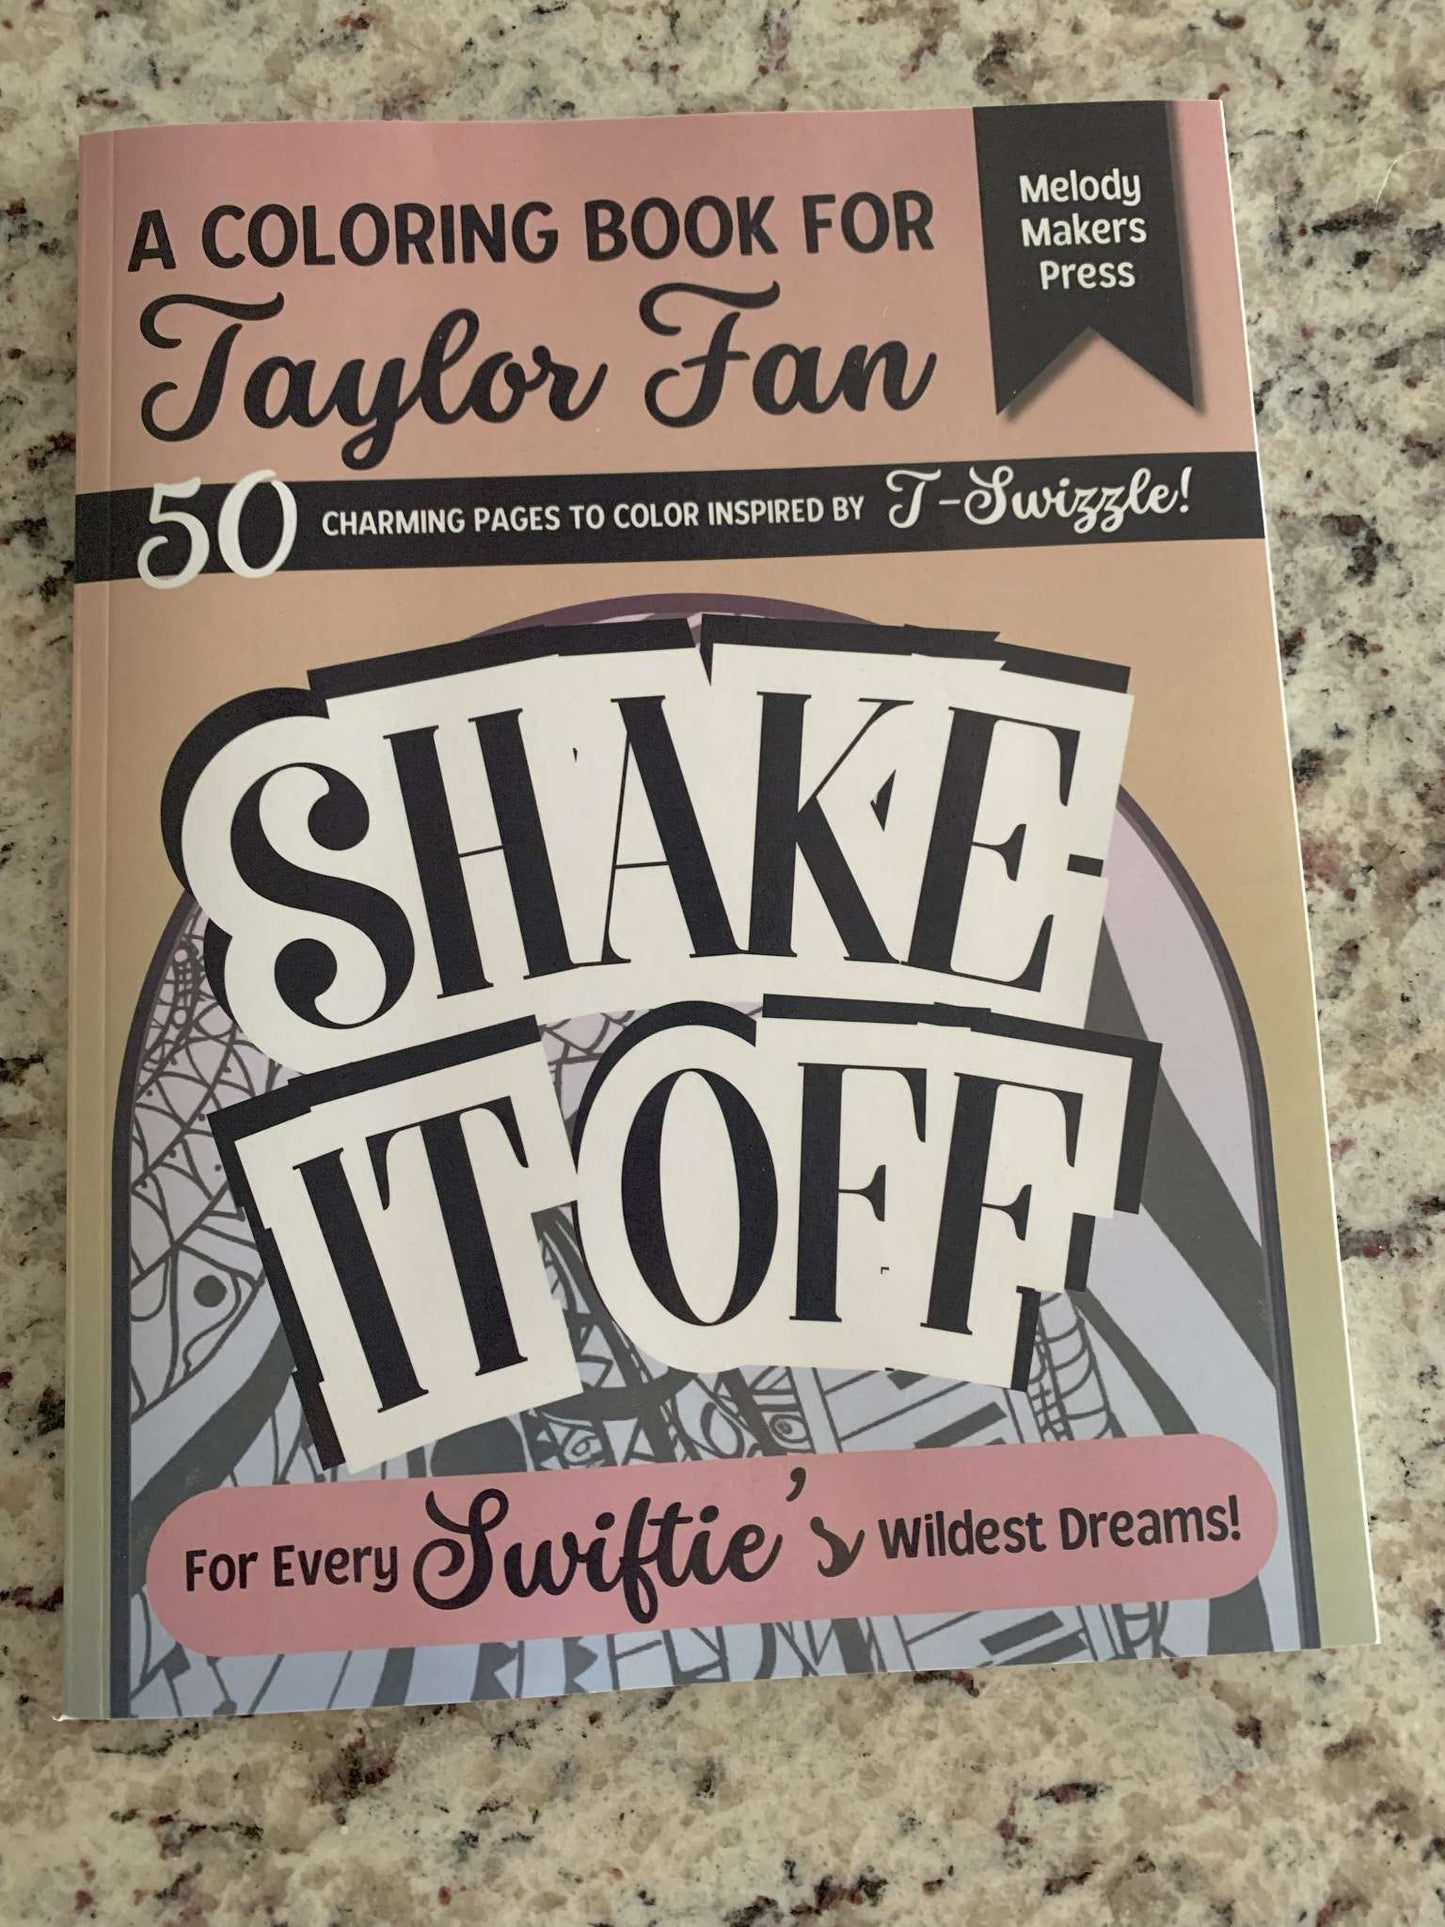 A COLORING BOOK FOR
Taylor Fan
Melody
Makers
Press
50 CHARMING PAGES TO COLOR INSPIRED BY T-Swizzle!
SHAKE-
IT OFF
For Every Swiftie's Wildest Dreams!